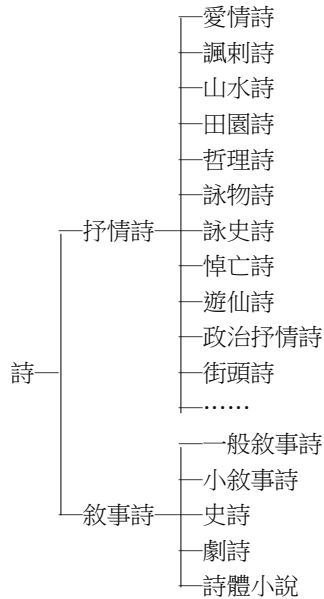 愛情詩
諷刺詩
山水詩
田園詩
哲理詩
詠物詩
抒情詩
詠史詩
悼亡詩
遊仙詩
政治抒情詩
詩
街頭詩
……
一般敘事詩
小敘事詩
敘事詩
史詩
劇詩
詩體小說